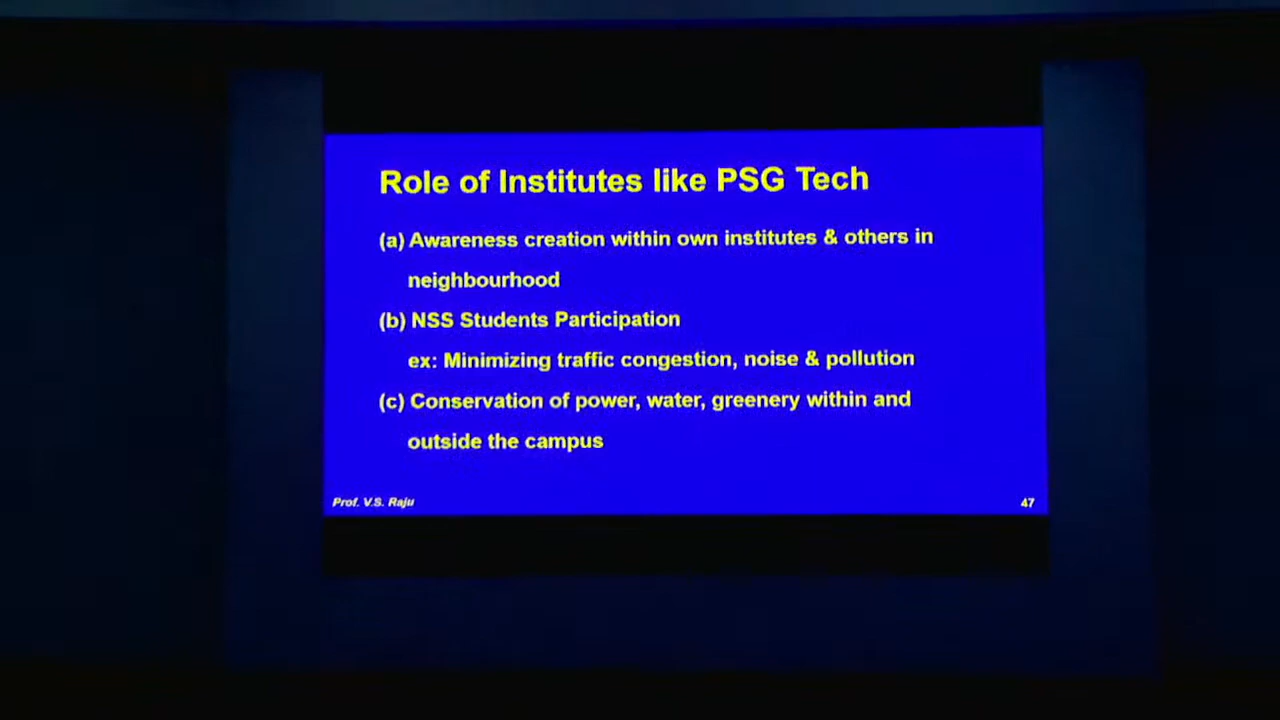 Role of Institutes like PSG Tech
(a) Awareness creation within own institutes & others in
neighbourhood
(b) NSS Students Participation
ex: Minimizing traffic congestion, noise & pollution
(c) Conservation of power, water, greenery within and
outside the campus
Prof. V.S. Raju
47